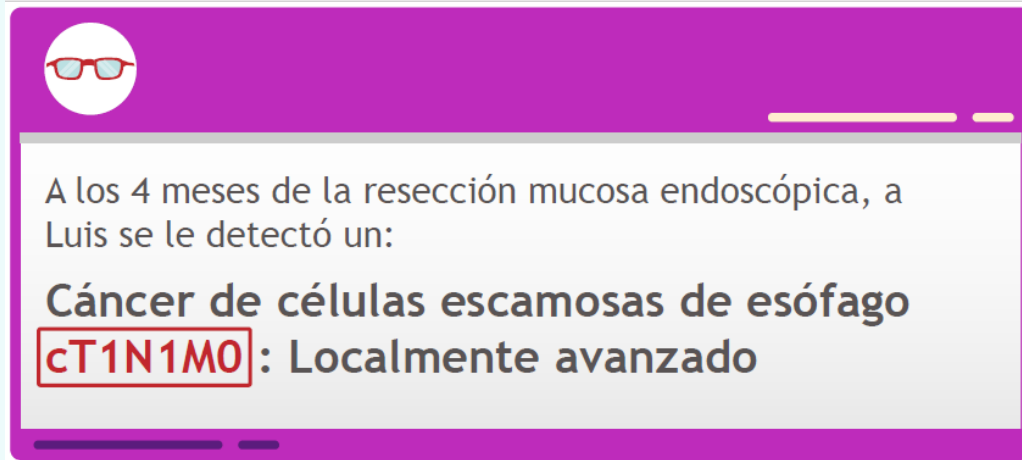 A los 4 meses de la resección mucosa endoscópica, a
Luis se le detectó un:
Cáncer de células escamosas de esófago
cT1N1M0: Localmente avanzado